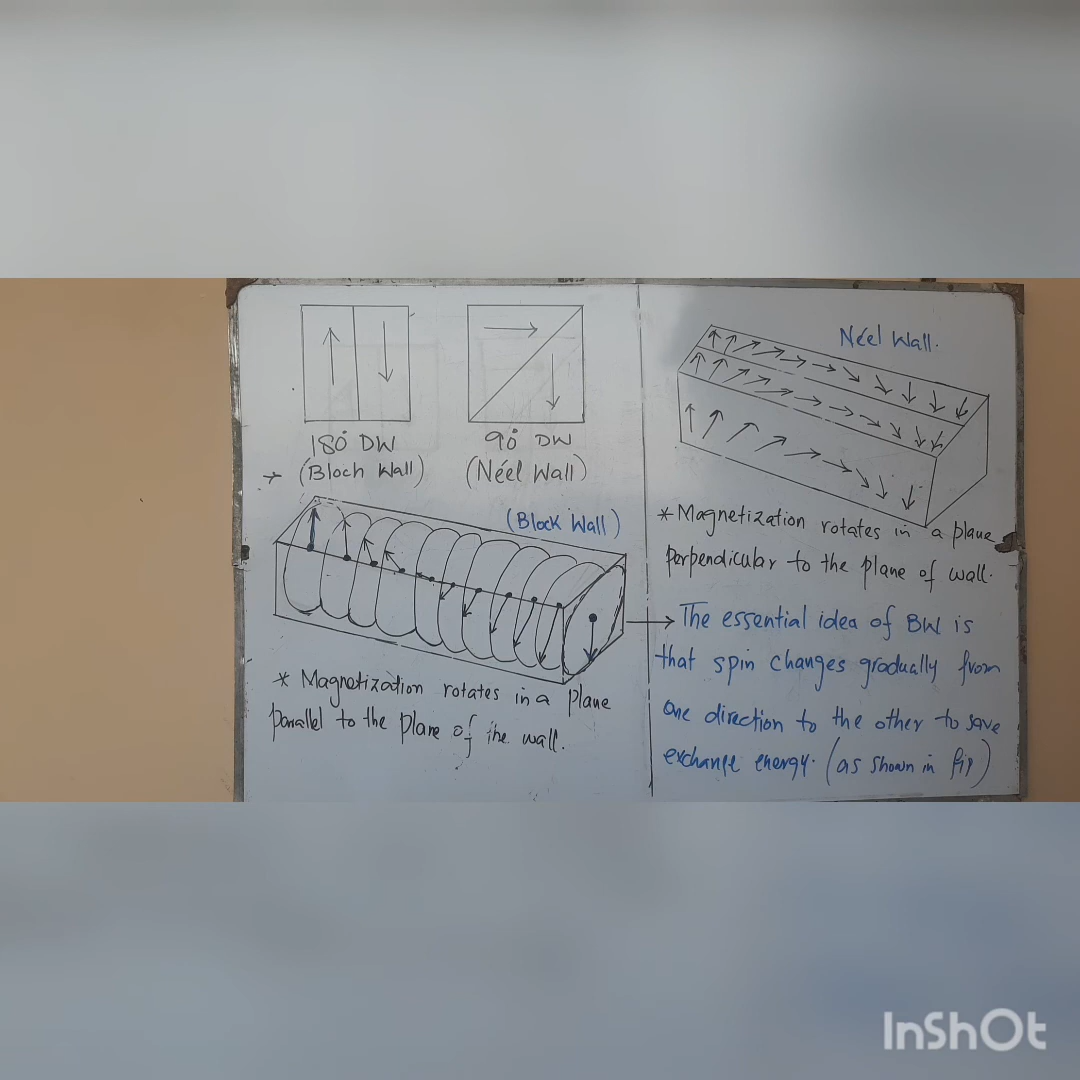 180° DW
(Bloch Wall)
90° DW
(Néel Wall)
(Block Wall)
* Magnetization rotates in a plane
parallel to the plane of the wall.
Néel Wall.
* Magnetization rotates in a plane
perpendicular to the plane of wall.
→ The essential idea of BW is
that spin changes gradually from
one direction to the other to save
exchange energy. (as shown in fig)
InShOt